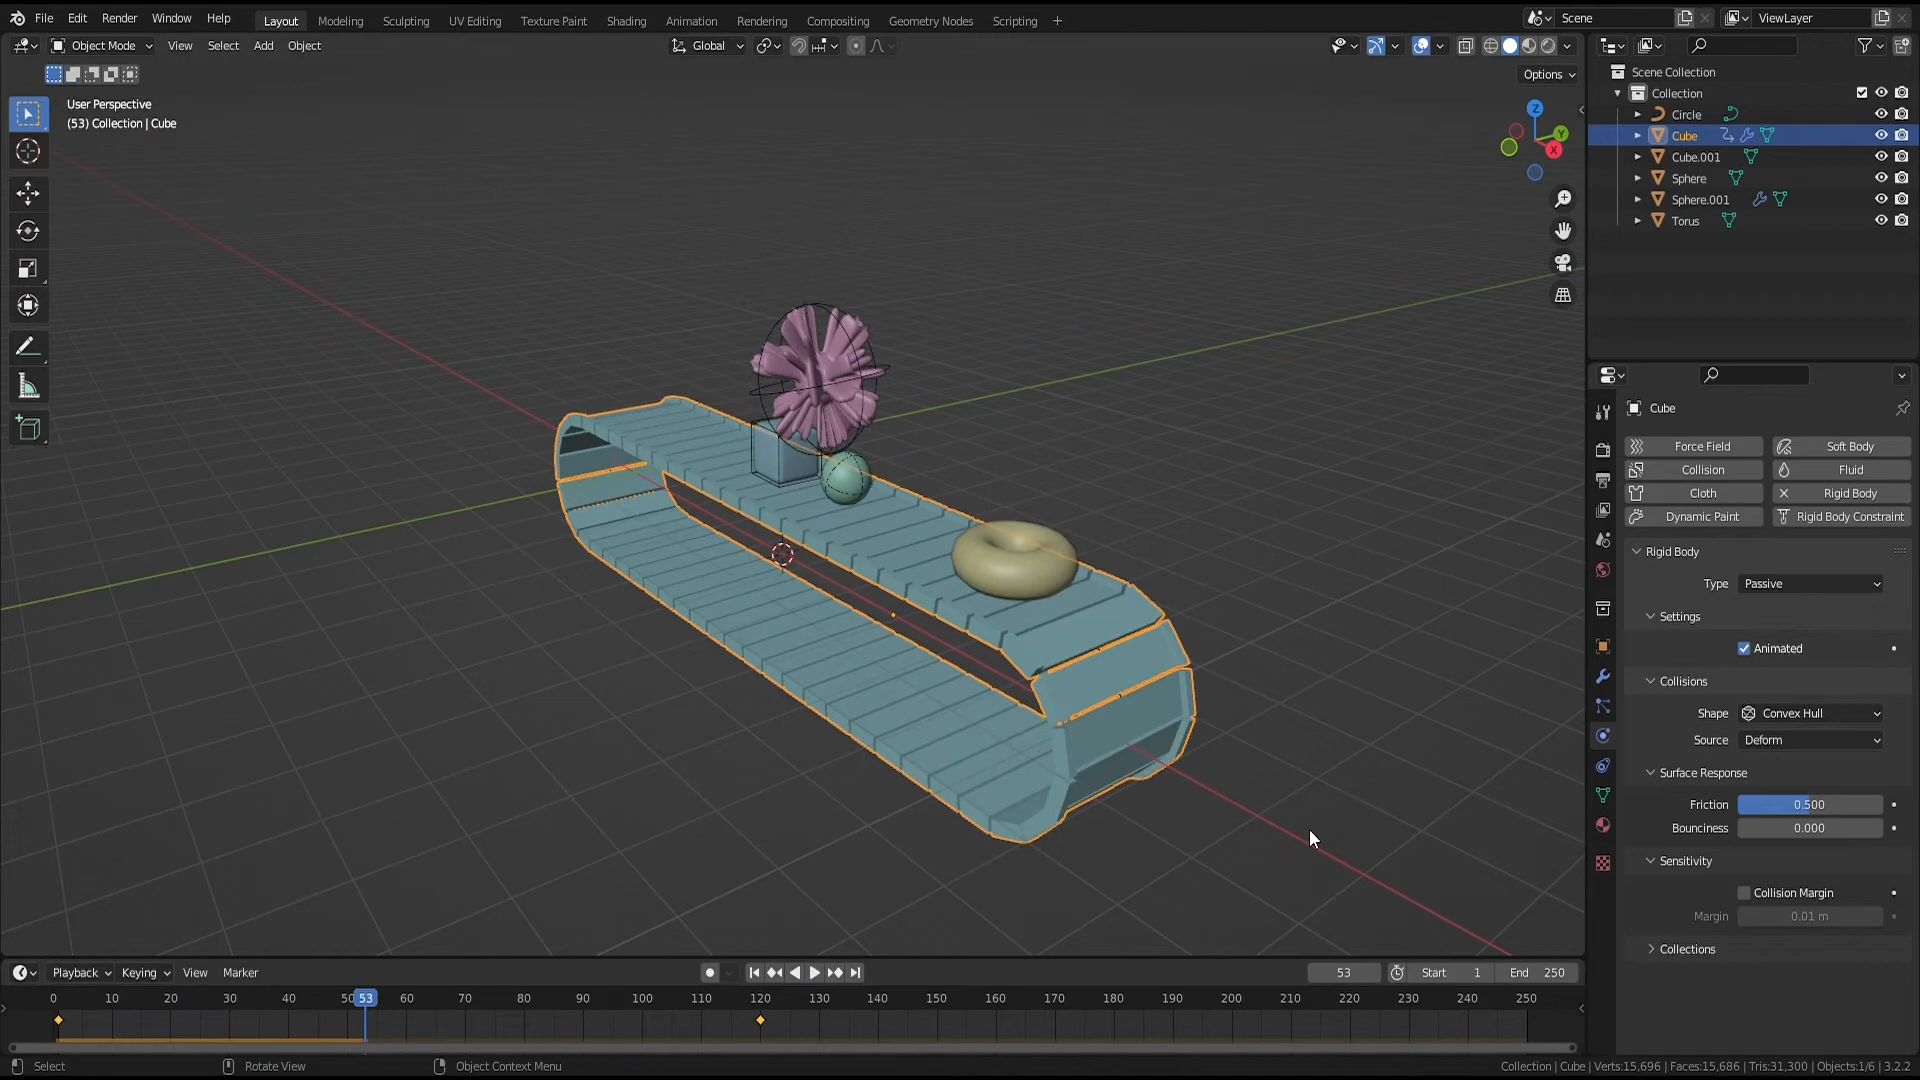 File Edit Render Window Help Layout Modeling Sculpting UV Editing Texture Paint Shading Animation Rendering Compositing Geometry Nodes Scripting + Scene ViewLayer
Object Mode View Select Add Object Global
Options
User Perspective
(53) Collection | Cube
Z
Y
X
Scene Collection
Collection
Circle
Cube
Cube.001
Sphere
Sphere.001
Torus
Cube
Force Field Soft Body
Collision Fluid
Cloth Rigid Body
Dynamic Paint Rigid Body Constraint
Rigid Body
Type Passive
Settings
Animated
Collisions
Shape Convex Hull
Source Deform
Surface Response
Friction 0.500
Bounciness 0.000
Sensitivity
Collision Margin
Margin 0.01 m
Collections
Playback Keying View Marker 53 Start 1 End 250
0 10 20 30 40 50 53 60 70 80 90 100 110 120 130 140 150 160 170 180 190 200 210 220 230 240 250
Select Rotate View Object Context Menu Collection | Cube | Verts:15,696 | Faces:15,686 | Tris:31,300 | Objects:1/6 | 3.2.2